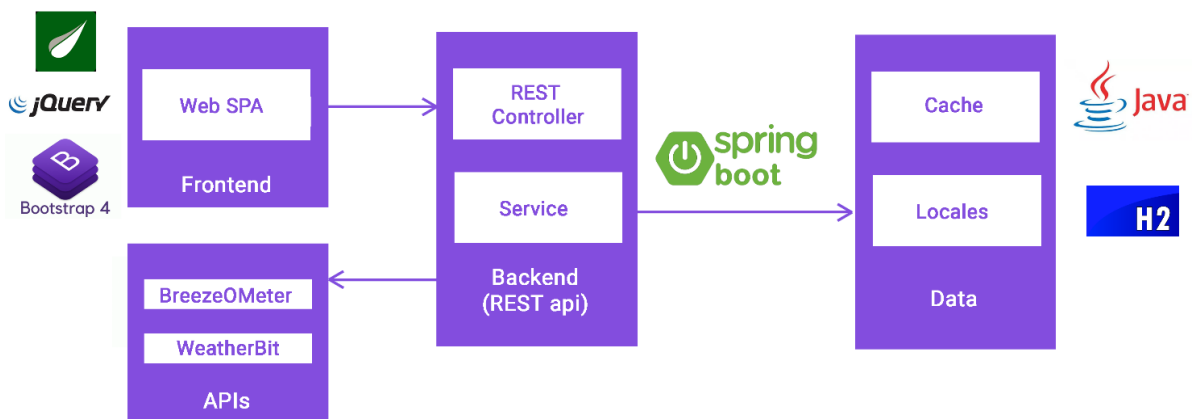 jQuery
B
Bootstrap 4
Web SPA
Frontend
BreezeOMeter
WeatherBit
APIs
REST
Controller
Service
Backend
(REST api)
spring
boot
Cache
Locales
Data
Java
H2